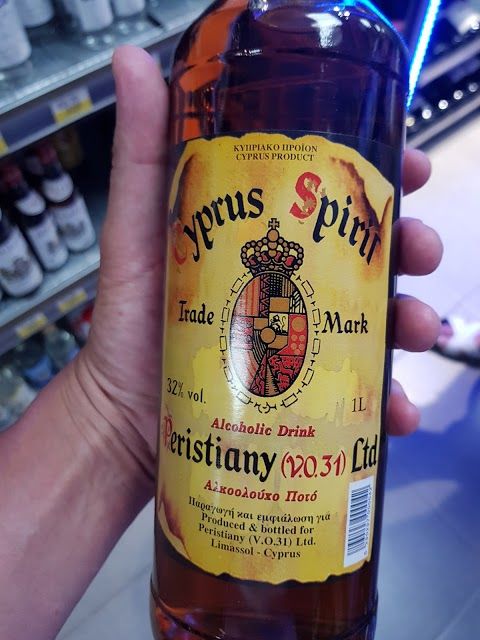 ΚΥΠΡΙΑΚΟ ΠΡΟΪΟΝ
CYPRUS PRODUCT
Cyprus Spirit
Trade Mark
32% vol. 1L
Alcoholic Drink
Peristiany (V.O.31) Ltd
Αλκοολούχο Ποτό
Παραγωγή και εμφιάλωση γιά
Produced & bottled for
Peristiany (V.O.31) Ltd.
Limassol - Cyprus